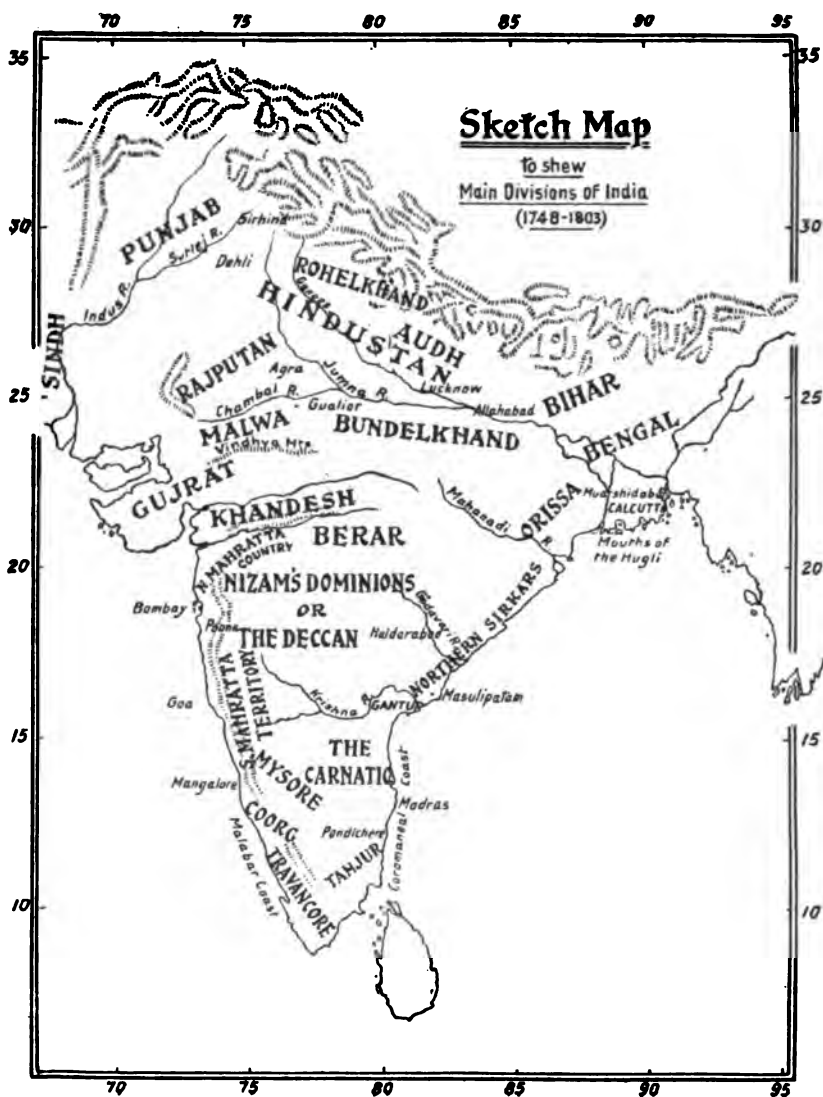 70
75
80
85
90
95
35
35
Sketch Map
to shew
Main Divisions of India
(1748-1803)
30
30
PUNJAB
Sirhind
Sutlej R.
Dehli
Indus R.
ROHELKHAND
Ganges
HINDUSTAN
AUDH
SINDH
RAJPUTAN
Agra
Jumna R.
Lucknow
25
25
Chambal R.
Gualior
Allahabad
BIHAR
MALWA
BUNDELKHAND
BENGAL
Vindhya Mts.
GUJRAT
Murshidabad
CALCUTTA
KHANDESH
Mahanadi
R.
ORISSA
Mouths of
the Hugli
BERAR
N. MAHRATTA
COUNTRY
20
20
NIZAM'S DOMINIONS
OR
THE DECCAN
Bombay
Poona
Haidarabad
Godavari R.
NORTHERN SIRKARS
S. MAHRATTA
TERRITORY
Goa
Krishna R.
GANTUR
Masulipatam
15
15
THE
CARNATIC
MYSORE
Mangalore
Madras
Coromandal Coast
COORG
Pondicherri
TANJUR
Malabar Coast
TRAVANCORE
10
10
70
75
80
85
90
95